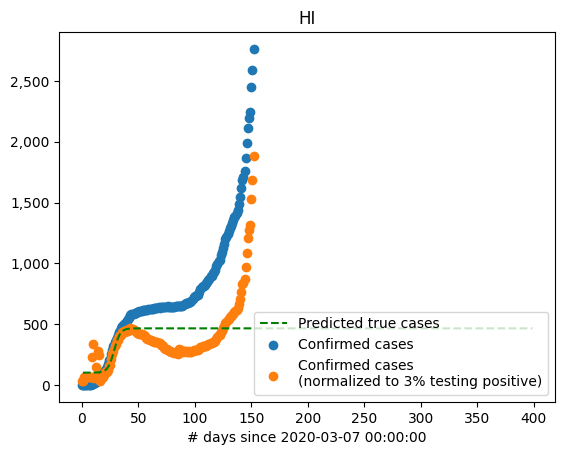 HI
2,500
2,000
1,500
1,000
500
0
Predicted true cases
Confirmed cases
Confirmed cases
(normalized to 3% testing positive)
0 50 100 150 200 250 300 350 400
# days since 2020-03-07 00:00:00